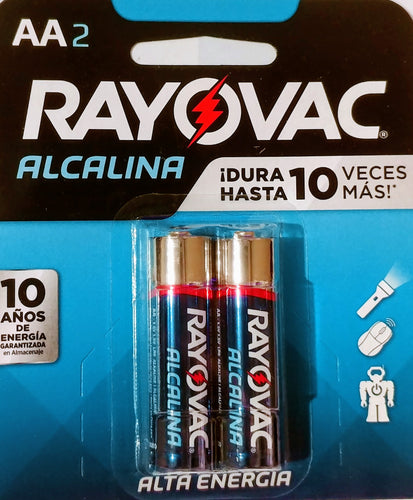 AA 2
RAYOVAC®
ALCALINA
¡DURA HASTA 10 VECES MÁS!*
10
AÑOS
DE
ENERGÍA
GARANTIZADA
en Almacenaje
RAYOVAC
ALCALINA
RAYOVAC
ALCALINA
ALTA ENERGÍA